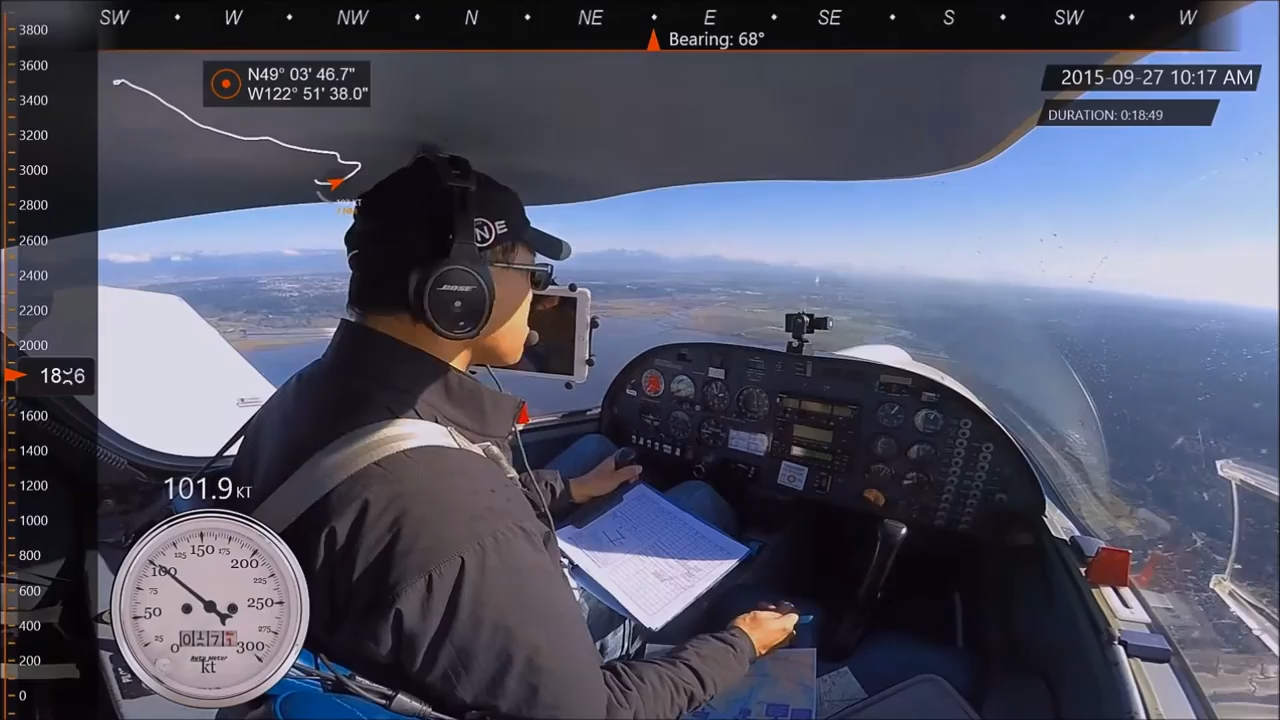 SW W NW N NE E SE S SW W
Bearing: 68°
N49° 03' 46.7"
W122° 51' 38.0"
2015-09-27 10:17 AM
DURATION: 0:18:49
3800
3600
3400
3200
3000
2800
2600
2400
2200
2000
1600
1400
1200
1000
800
600
400
200
0
NE
BOSE
101.9 KT
0 25 50 75 100 125 150 175 200 225 250 275 300
Auto Meter
kt